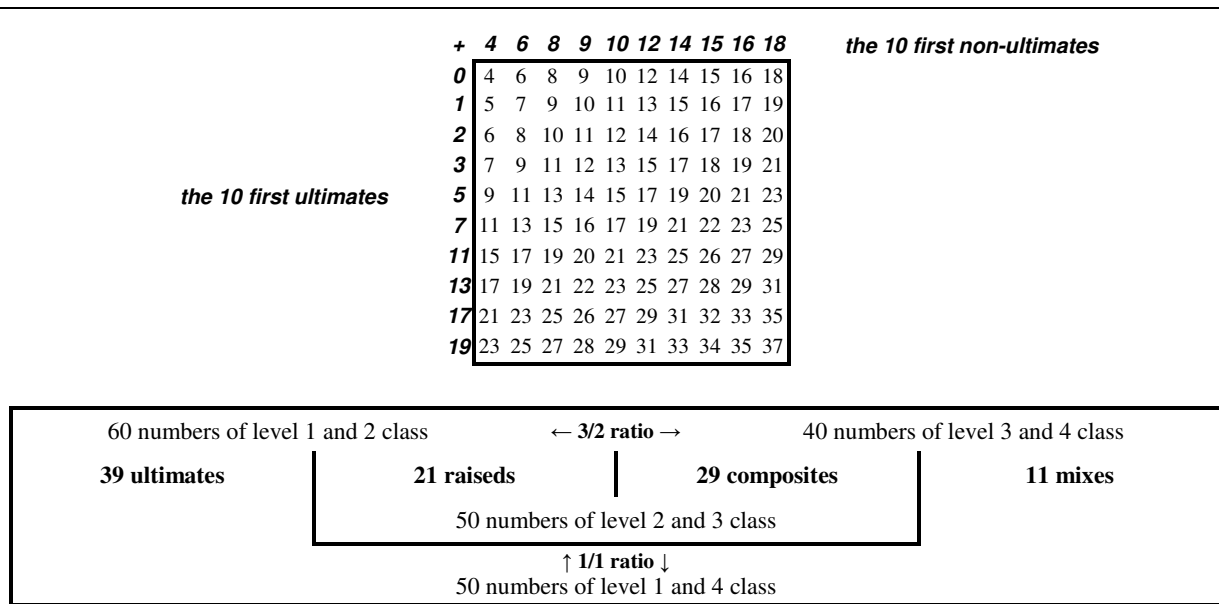 + 4 6 8 9 10 12 14 15 16 18 the 10 first non-ultimates
0 4 6 8 9 10 12 14 15 16 18
1 5 7 9 10 11 13 15 16 17 19
2 6 8 10 11 12 14 16 17 18 20
3 7 9 11 12 13 15 17 18 19 21
the 10 first ultimates 5 9 11 13 14 15 17 19 20 21 23
7 11 13 15 16 17 19 21 22 23 25
11 15 17 19 20 21 23 25 26 27 29
13 17 19 21 22 23 25 27 28 29 31
17 21 23 25 26 27 29 31 32 33 35
19 23 25 27 28 29 31 33 34 35 37
60 numbers of level 1 and 2 class ← 3/2 ratio → 40 numbers of level 3 and 4 class
39 ultimates 21 raiseds 29 composites 11 mixes
50 numbers of level 2 and 3 class
↑ 1/1 ratio ↓
50 numbers of level 1 and 4 class